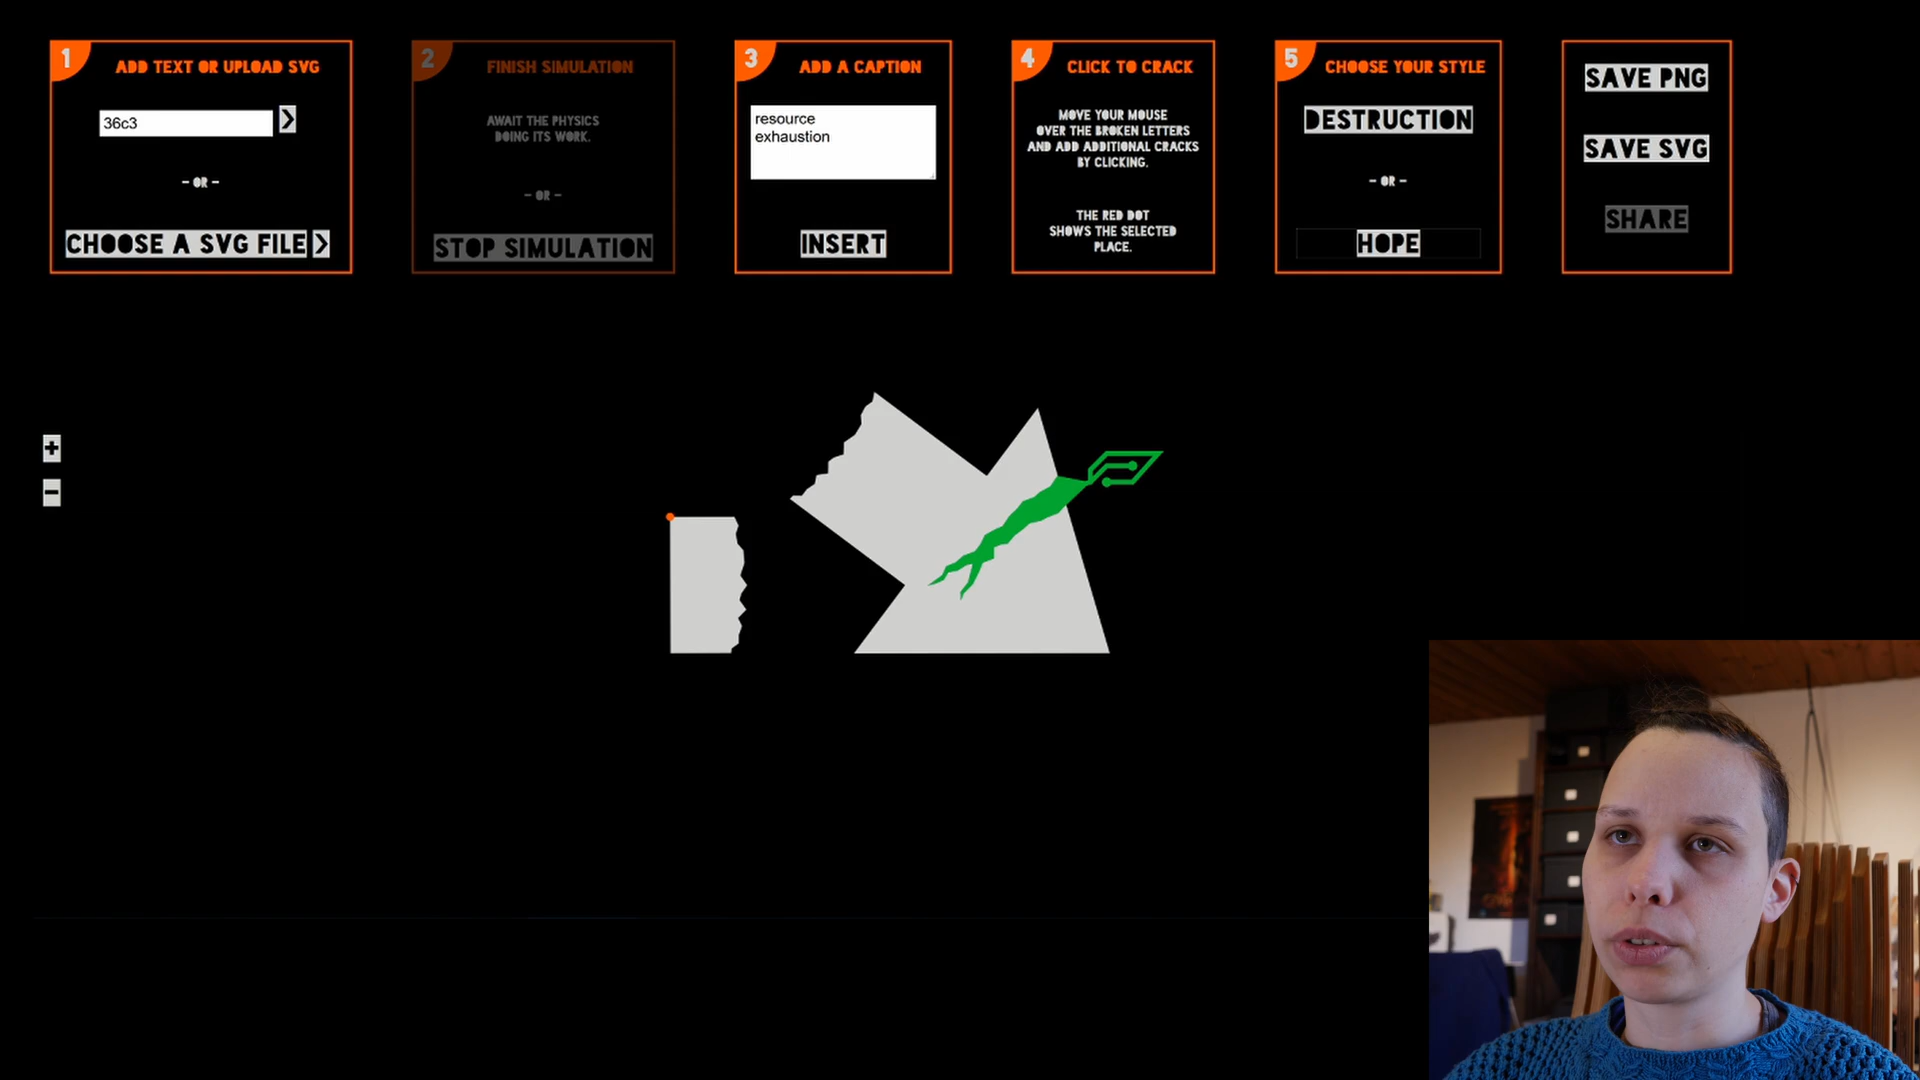 1
ADD TEXT OR UPLOAD SVG
36c3
- OR -
CHOOSE A SVG FILE
2
FINISH SIMULATION
AWAIT THE PHYSICS
DOING ITS WORK.
- OR -
STOP SIMULATION
3
ADD A CAPTION
resource
exhaustion
INSERT
4
CLICK TO CRACK
MOVE YOUR MOUSE
OVER THE BROKEN LETTERS
AND ADD ADDITIONAL CRACKS
BY CLICKING.
THE RED DOT
SHOWS THE SELECTED
PLACE.
5
CHOOSE YOUR STYLE
DESTRUCTION
- OR -
HOPE
SAVE PNG
SAVE SVG
SHARE
+
-